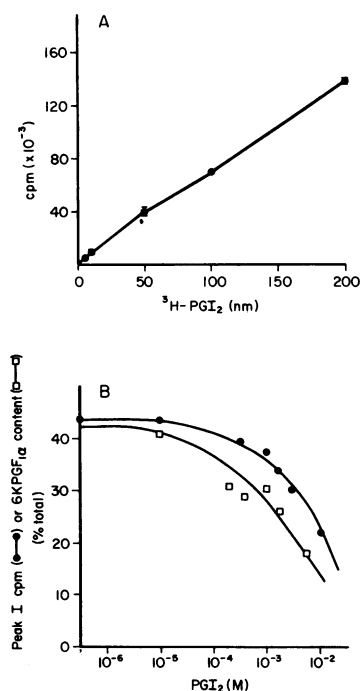 A
160
140
80
40
cpm (x10⁻³)
0
50
100
150
200
³H-PGI₂ (nm)
B
40
30
20
10
0
Peak I cpm (●—●) or 6KPGF₁α content (□—□)
(% total)
10⁻⁶
10⁻⁵
10⁻⁴
10⁻³
10⁻²
PGI₂ (M)